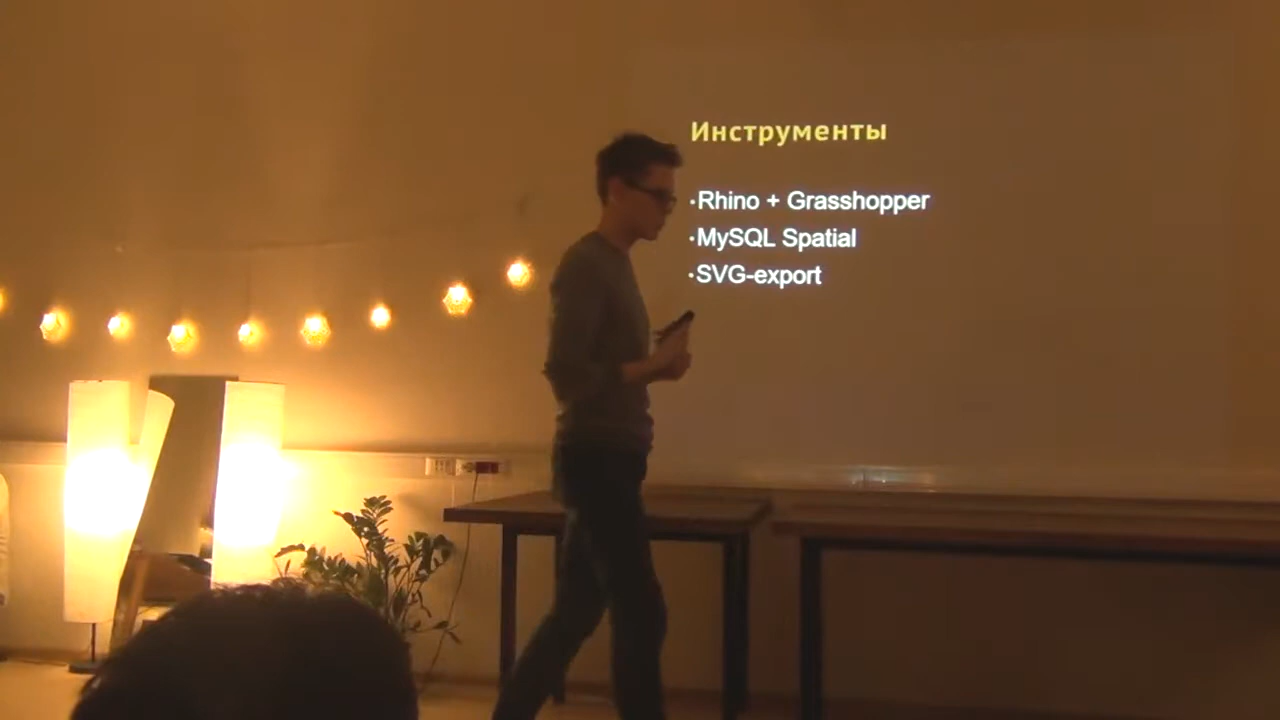 Инструменты
·Rhino + Grasshopper
·MySQL Spatial
·SVG-export